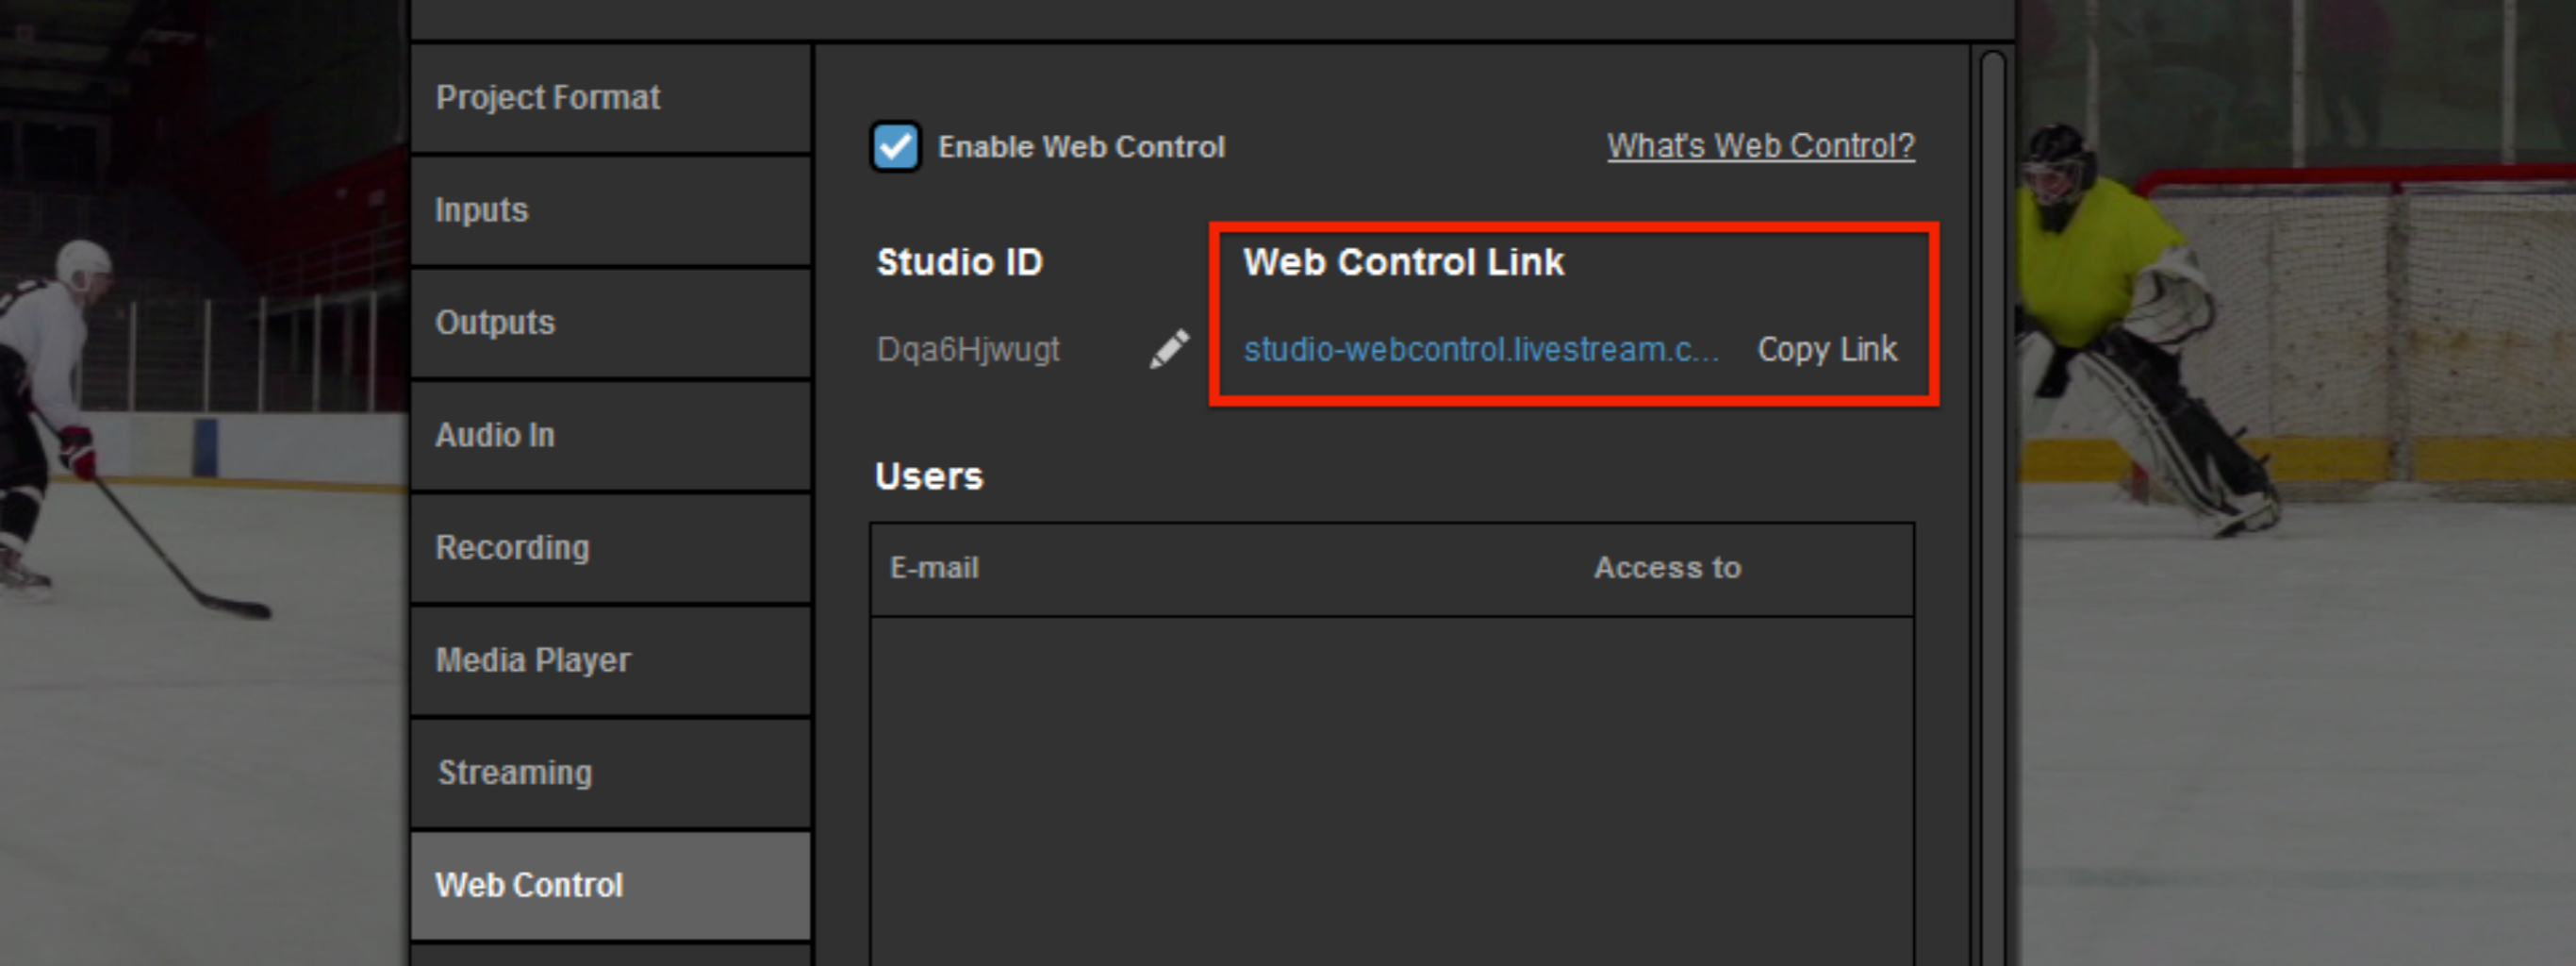 Project Format
Inputs
Outputs
Audio In
Recording
Media Player
Streaming
Web Control
Enable Web Control
What's Web Control?
Studio ID
Web Control Link
Dqa6Hjwugt
studio-webcontrol.livestream.c...
Copy Link
Users
E-mail
Access to